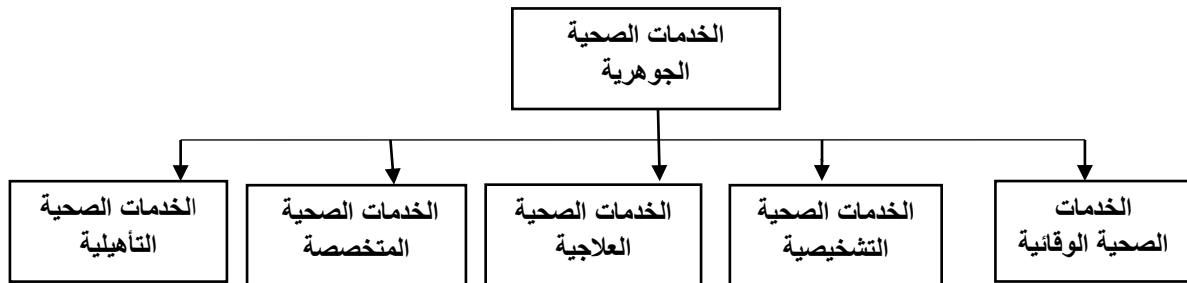 الخدمات الصحية
الجوهرية
الخدمات
الصحية الوقائية
الخدمات الصحية
التشخيصية
الخدمات الصحية
العلاجية
الخدمات الصحية
المتخصصة
الخدمات الصحية
التأهيلية